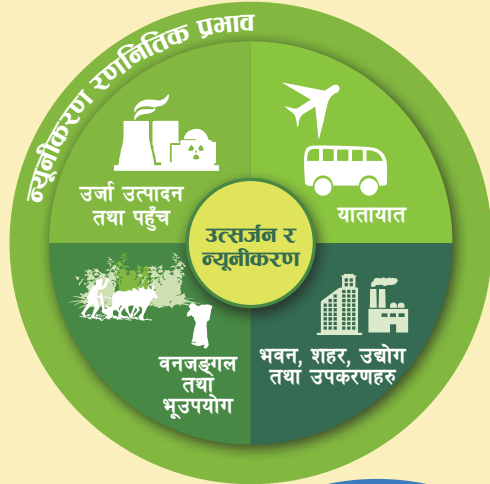 न्यूनीकरण रणनितिक प्रभाव
उर्जा उत्पादन
तथा पहुँच
यातायात
उत्सर्जन र
न्यूनीकरण
वनजङ्गल
तथा
भूउपयोग
भवन, शहर, उद्योग
तथा उपकरणहरु